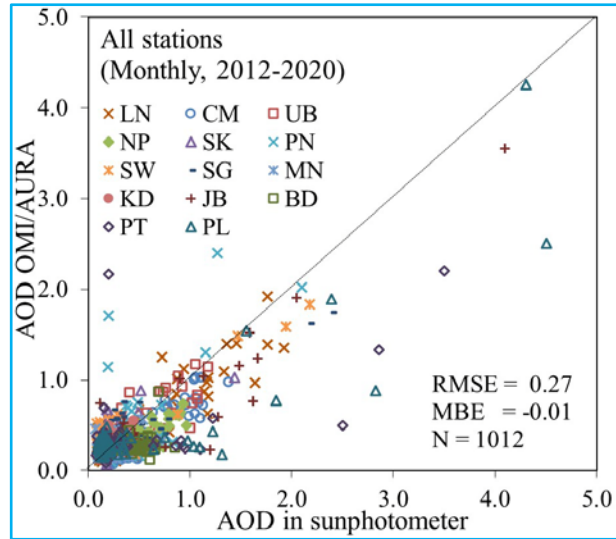 All stations
(Monthly, 2012-2020)
LN CM UB
NP SK PN
SW SG MN
KD JB BD
PT PL
RMSE = 0.27
MBE = -0.01
N = 1012
AOD OMI/AURA
5.0
4.0
3.0
2.0
1.0
0.0
0.0 1.0 2.0 3.0 4.0 5.0
AOD in sunphotometer